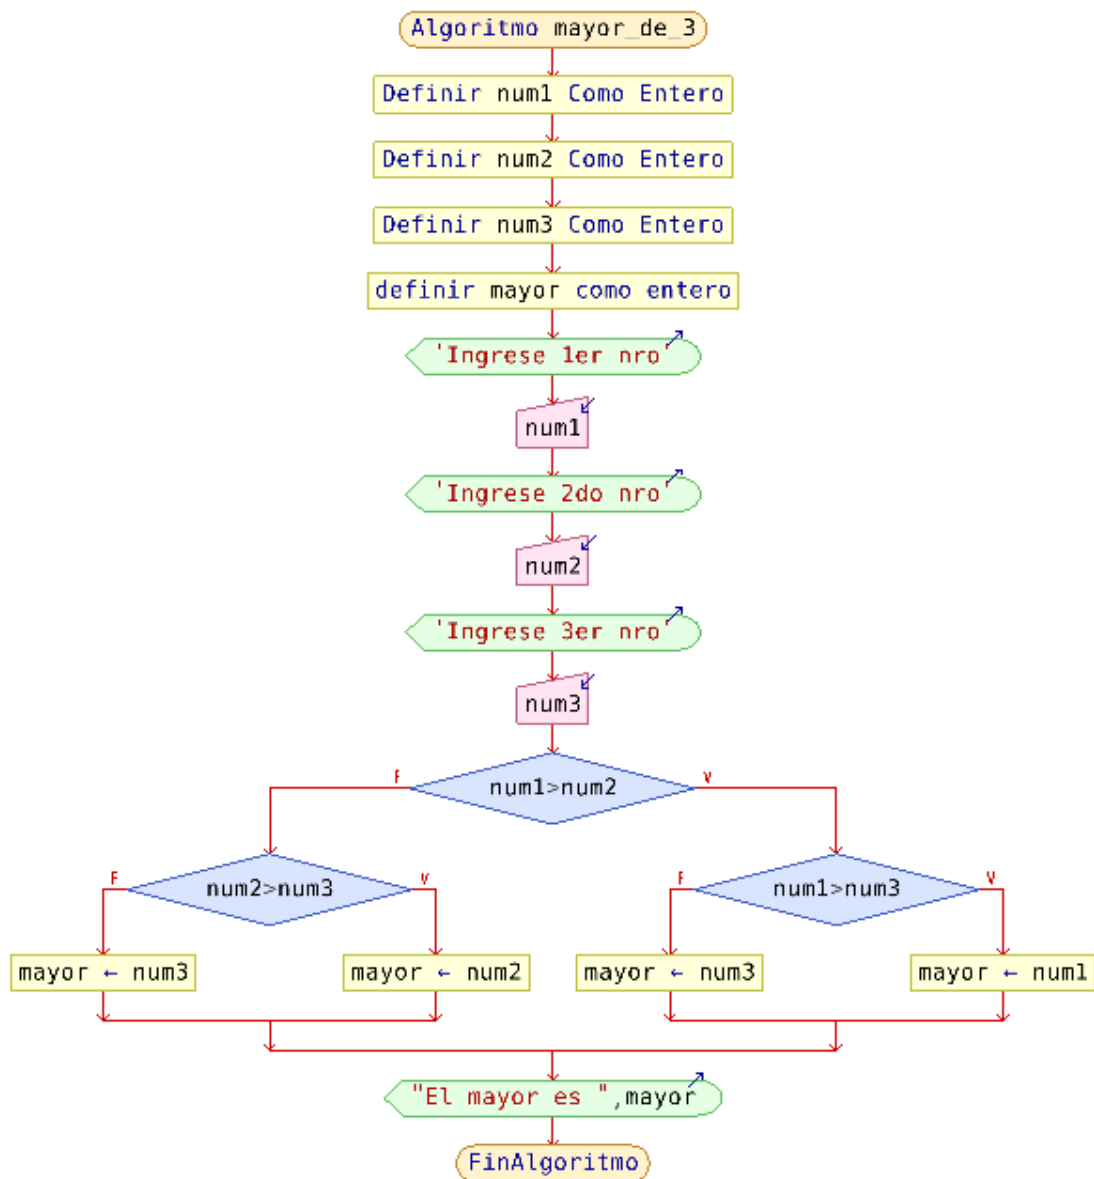 Algoritmo mayor_de_3
Definir num1 Como Entero
Definir num2 Como Entero
Definir num3 Como Entero
definir mayor como entero
'Ingrese 1er nro'
num1
'Ingrese 2do nro'
num2
'Ingrese 3er nro'
num3
F
V
num1>num2
F
V
num2>num3
F
V
num1>num3
mayor ← num3
mayor ← num2
mayor ← num3
mayor ← num1
"El mayor es ",mayor
FinAlgoritmo